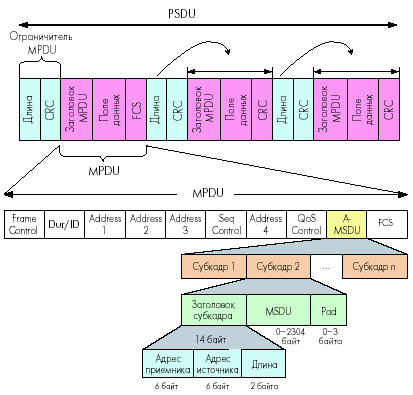 PSDU
Ограничитель
MPDU
Длина
CRC
Заголовок
MPDU
Поле
данных
FCS
Длина
CRC
Заголовок
MPDU
Поле
данных
CRC
Длина
CRC
Заголовок
MPDU
Поле
данных
CRC
MPDU
MPDU
Frame
Control
Dur/ID
Address
1
Address
2
Address
3
Seq
Control
Address
4
QoS
Control
A-
MSDU
FCS
Субкадр 1
Субкадр 2
...
Субкадр n
Заголовок
субкадра
MSDU
Pad
14 байт
0–2304
байт
0–3
байта
Адрес
приемника
Адрес
источника
Длина
6 байт
6 байт
2 байта